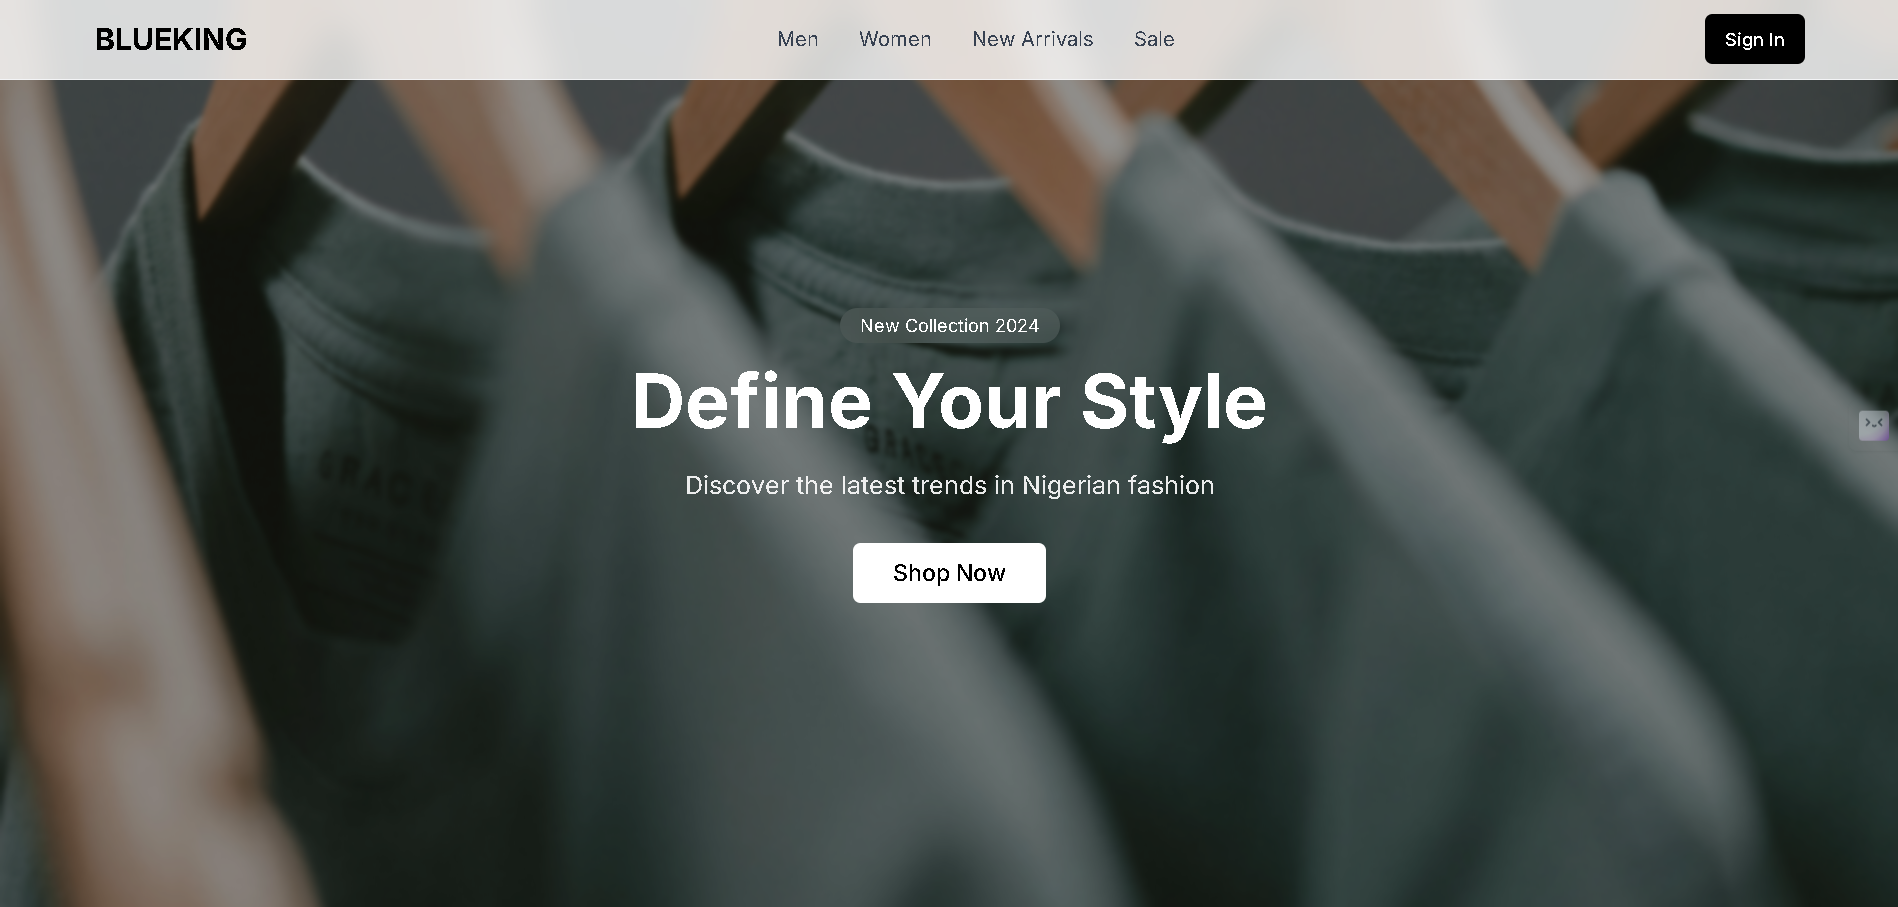 BLUEKING
Men
Women
New Arrivals
Sale
Sign In
New Collection 2024
Define Your Style
Discover the latest trends in Nigerian fashion
Shop Now